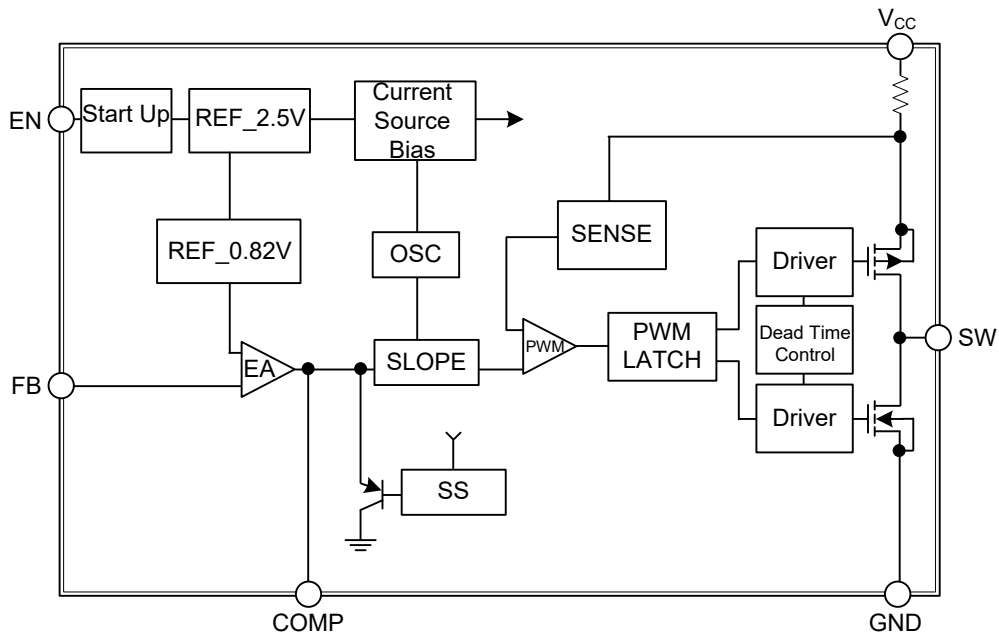 VCC
EN
Start Up
REF_2.5V
Current
Source
Bias
REF_0.82V
OSC
SENSE
Driver
PWM
PWM
LATCH
Dead Time
Control
SW
EA
SLOPE
FB
Driver
SS
COMP
GND